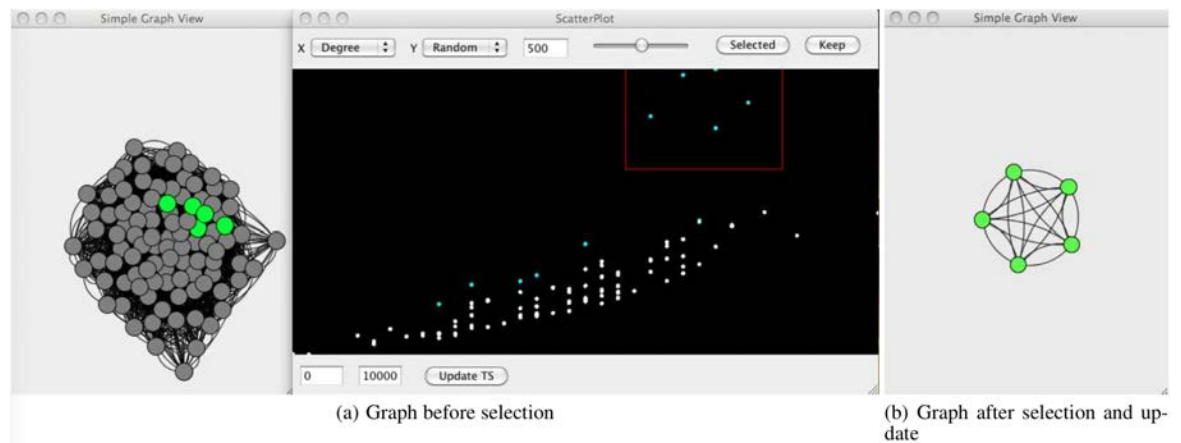 Simple Graph View
ScatterPlot
X Degree Y Random 500 Selected Keep
0 10000 Update TS
(a) Graph before selection
Simple Graph View
(b) Graph after selection and up-
date